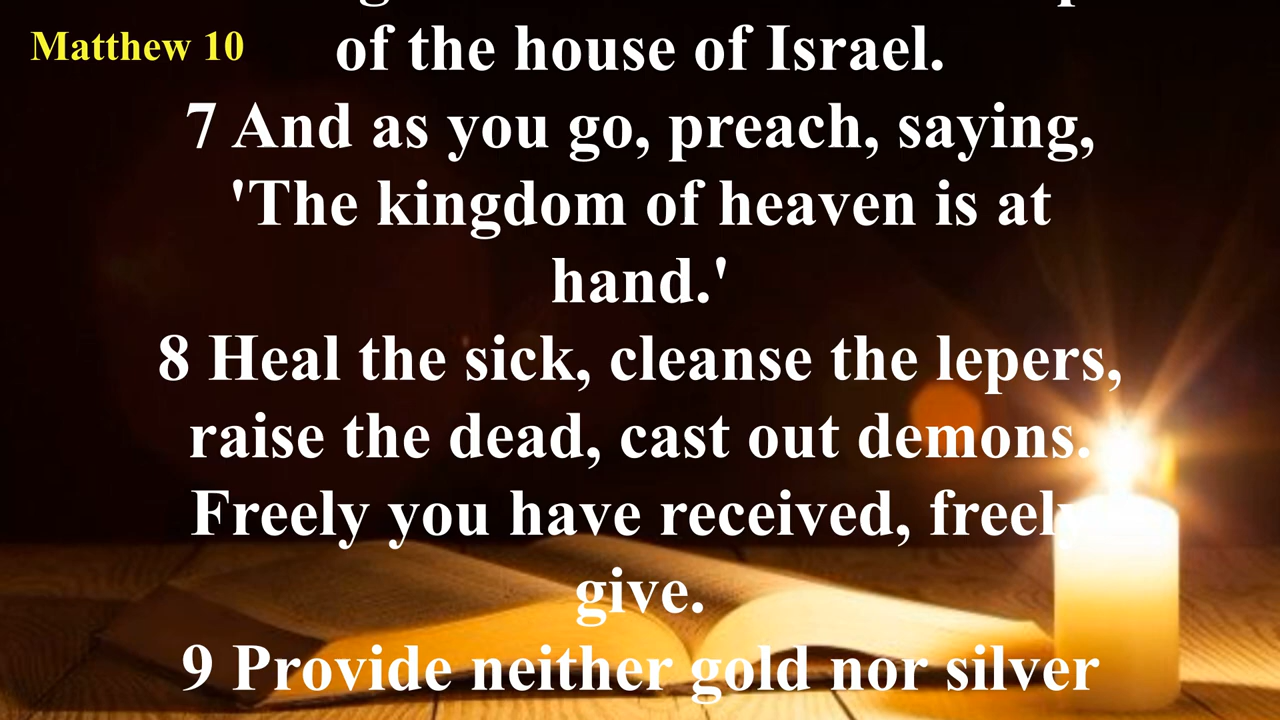 Matthew 10
of the house of Israel.
7 And as you go, preach, saying,
'The kingdom of heaven is at
hand.'
8 Heal the sick, cleanse the lepers,
raise the dead, cast out demons.
Freely you have received, freely
give.
9 Provide neither gold nor silver